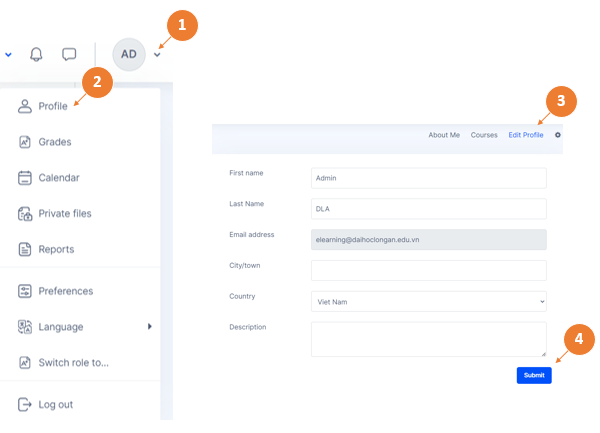 1
AD
2
Profile
Grades
Calendar
Private files
Reports
Preferences
Language
Switch role to...
Log out
3
About Me Courses Edit Profile
First name Admin
Last Name DLA
Email address elearning@daihoclongan.edu.vn
City/town
Country Viet Nam
Description
4
Submit